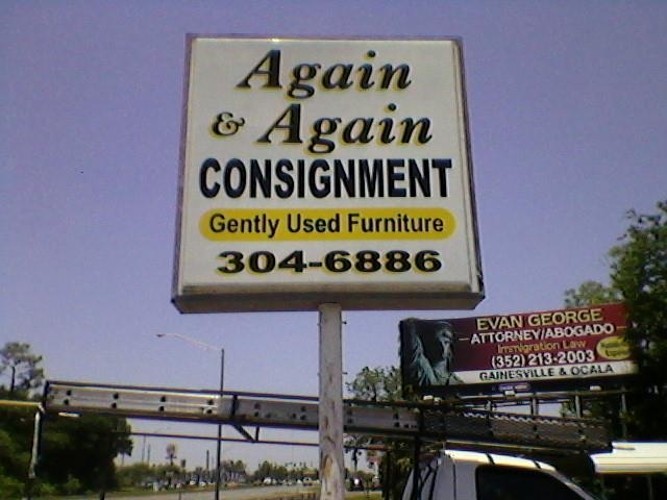 Again
& Again
CONSIGNMENT
Gently Used Furniture
304-6886
EVAN GEORGE
ATTORNEY/ABOGADO
Immigration Law
(352) 213-2003
GAINESVILLE & OCALA